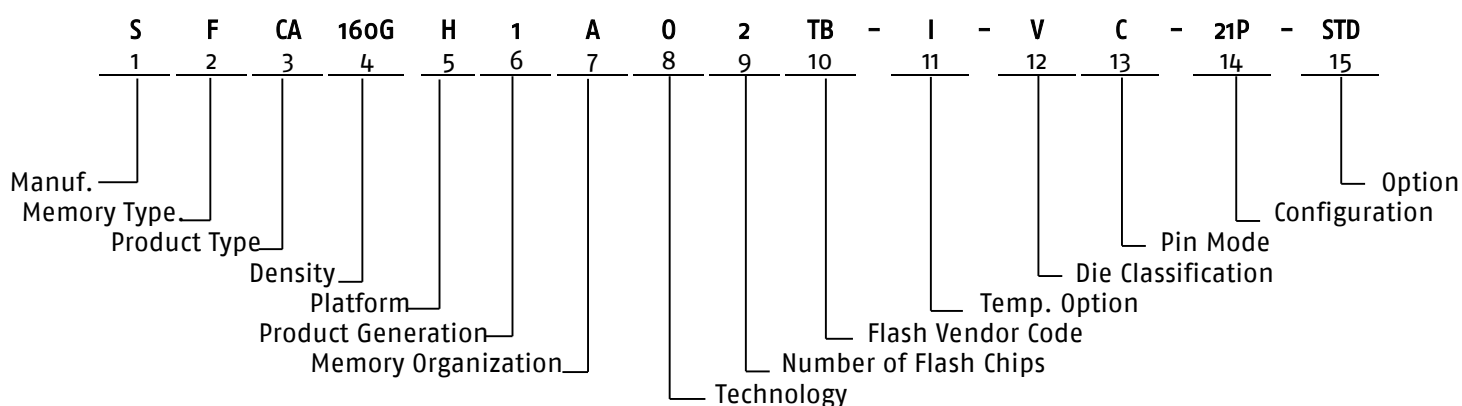 S F CA 160G H 1 A O 2 TB - I - V C - 21P - STD
1 2 3 4 5 6 7 8 9 10 11 12 13 14 15
Manuf. Option
Memory Type. Configuration
Product Type Pin Mode
Density Die Classification
Platform Temp. Option
Product Generation Flash Vendor Code
Memory Organization Number of Flash Chips
Technology